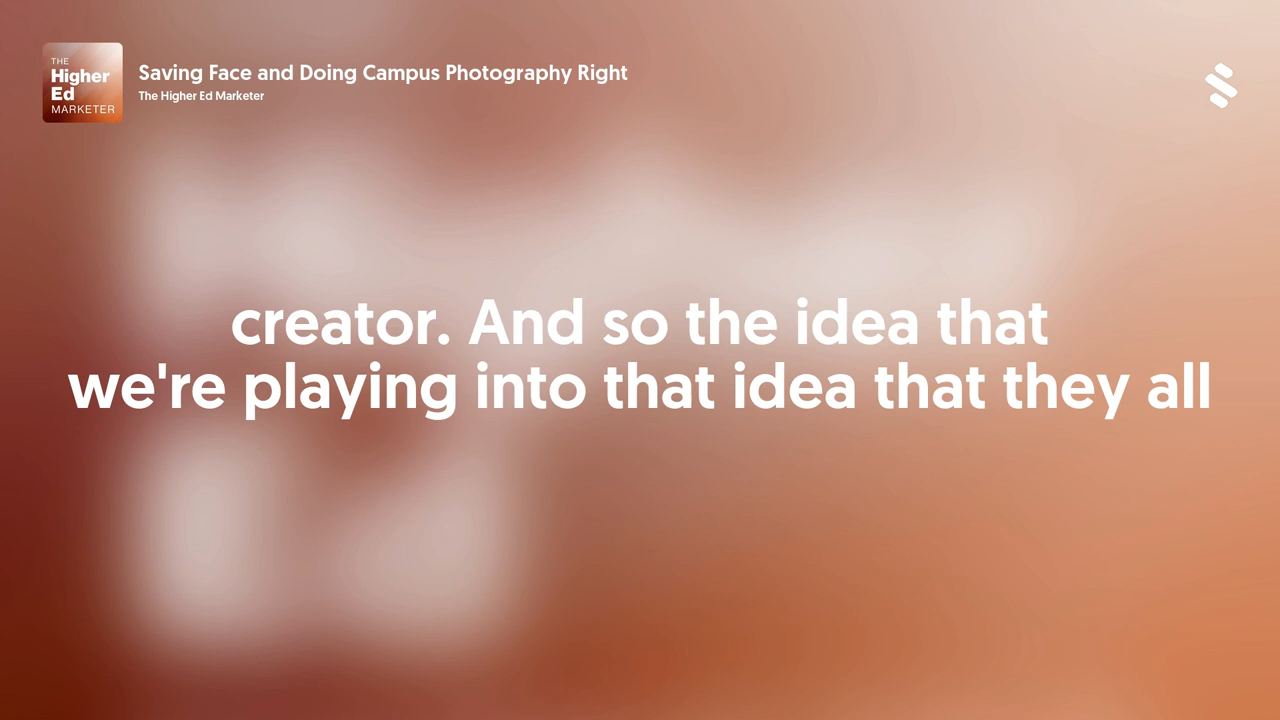 THE
Higher
Ed
MARKETER
Saving Face and Doing Campus Photography Right
The Higher Ed Marketer
creator. And so the idea that
we're playing into that idea that they all